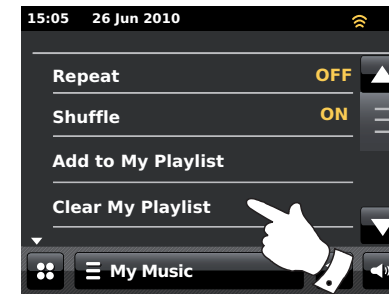 15:05 26 Jun 2010
Repeat OFF
Shuffle ON
Add to My Playlist
Clear My Playlist
My Music